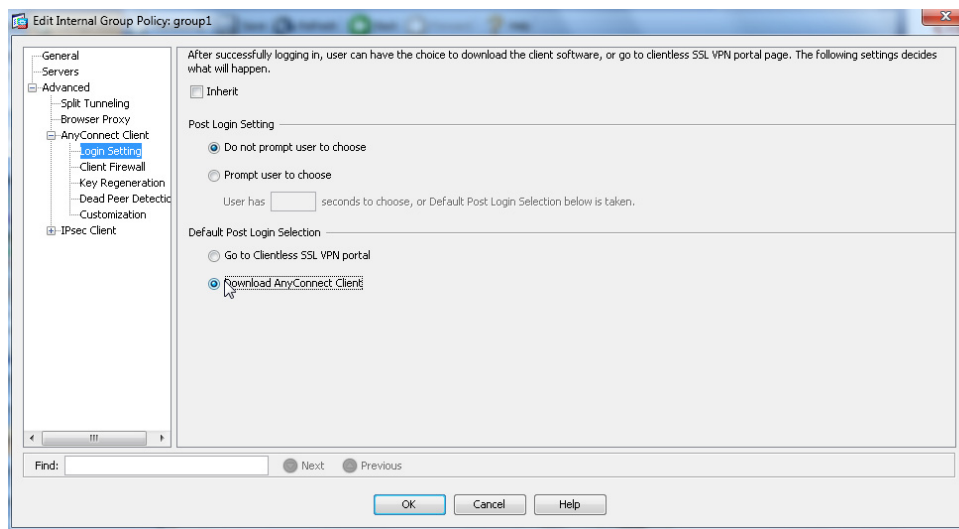 Edit Internal Group Policy: group1
General
Servers
Advanced
Split Tunneling
Browser Proxy
AnyConnect Client
Login Setting
Client Firewall
Key Regeneration
Dead Peer Detectic
Customization
IPsec Client
After successfully logging in, user can have the choice to download the client software, or go to clientless SSL VPN portal page. The following settings decides
what will happen.
Inherit
Post Login Setting
Do not prompt user to choose
Prompt user to choose
User has seconds to choose, or Default Post Login Selection below is taken.
Default Post Login Selection
Go to Clientless SSL VPN portal
Download AnyConnect Client
Find: Next Previous
OK Cancel Help